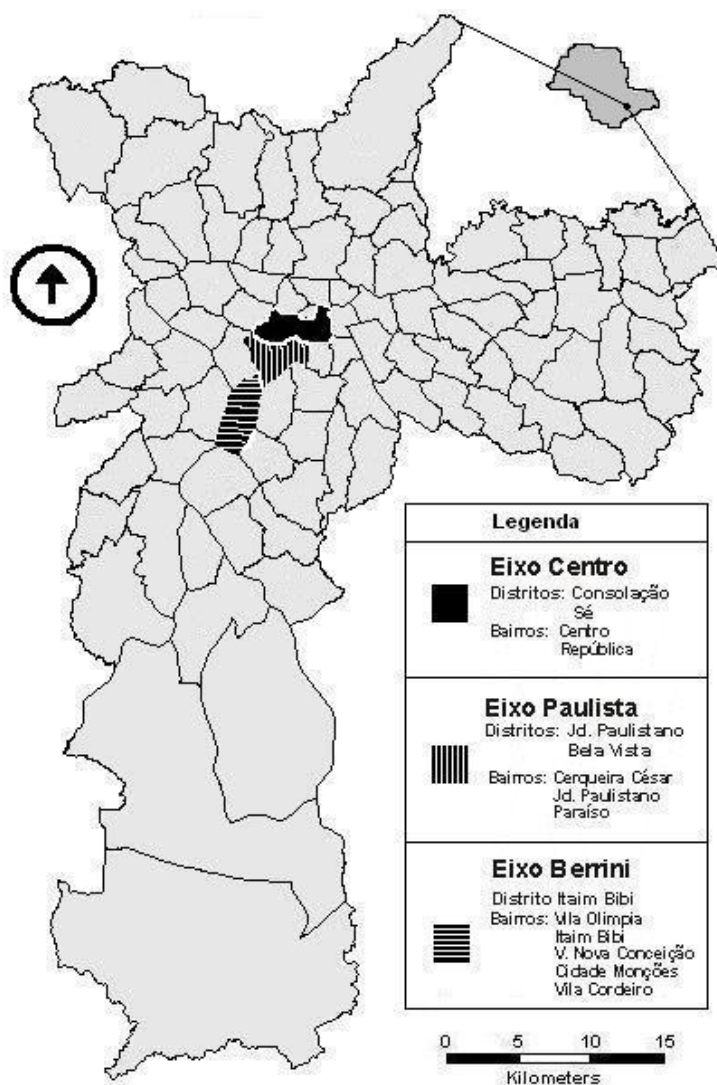 Legenda
Eixo Centro
Distritos: Consolação
Sé
Bairros: Centro
República
Eixo Paulista
Distritos: Jd. Paulistano
Bela Vista
Bairros: Cerqueira César
Jd. Paulistano
Paraíso
Eixo Berrini
Distrito Itaim Bibi
Bairros: Vila Olimpia
Itaim Bibi
V. Nova Conceição
Cidade Monções
Vila Cordeiro
0 5 10 15
Kilometers